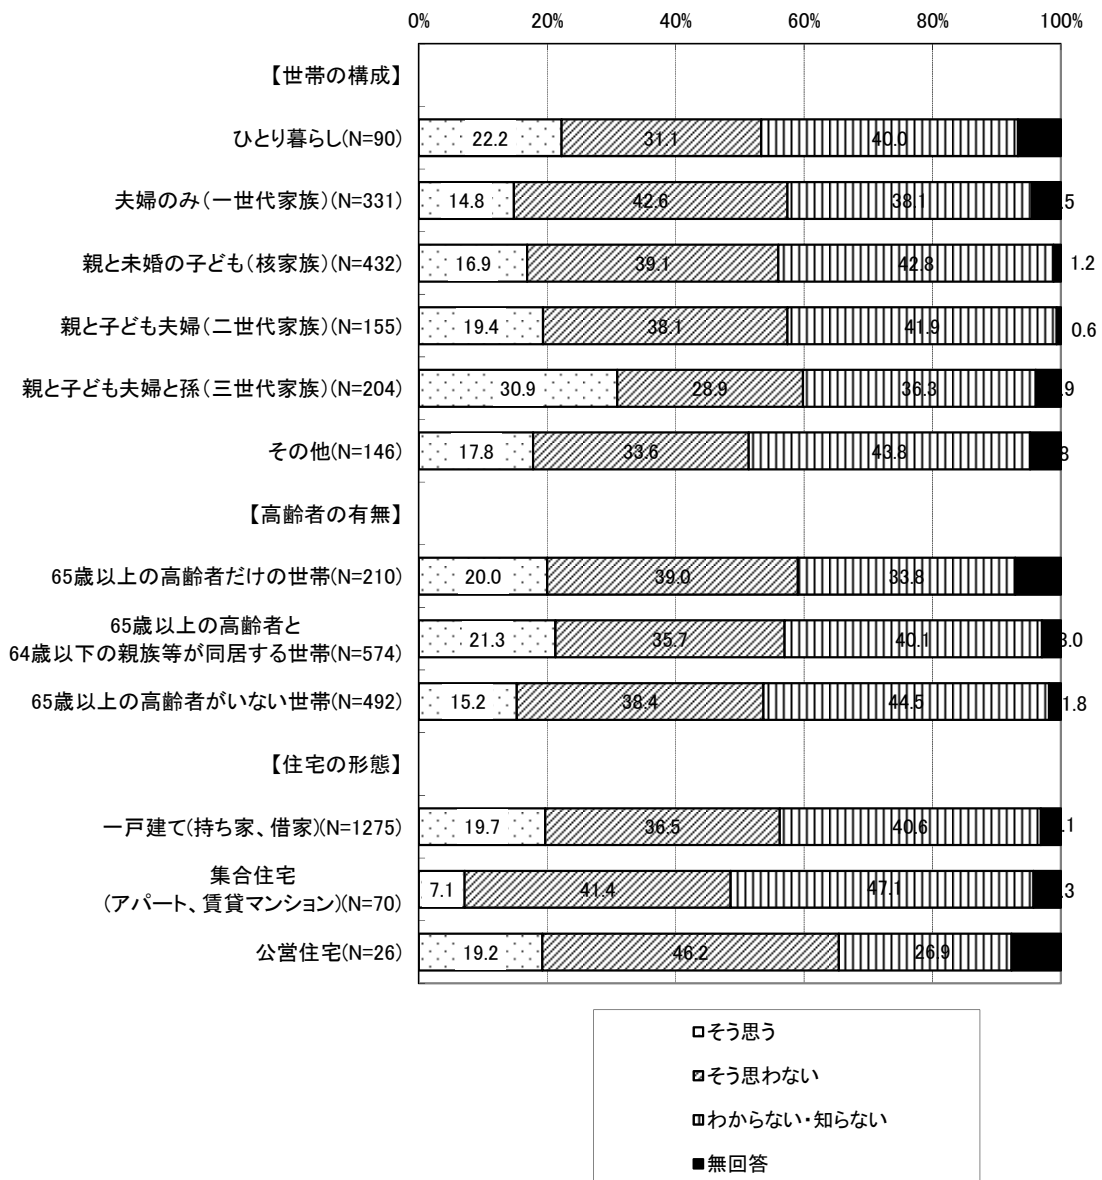 0% 20% 40% 60% 80% 100%
【世帯の構成】
ひとり暮らし(N=90) 22.2 31.1 40.0
夫婦のみ(一世代家族)(N=331) 14.8 42.6 38.1 .5
親と未婚の子ども(核家族)(N=432) 16.9 39.1 42.8 1.2
親と子ども夫婦(二世代家族)(N=155) 19.4 38.1 41.9 0.6
親と子ども夫婦と孫(三世代家族)(N=204) 30.9 28.9 36.3 .9
その他(N=146) 17.8 33.6 43.8 8
【高齢者の有無】
65歳以上の高齢者だけの世帯(N=210) 20.0 39.0 33.8
65歳以上の高齢者と
64歳以下の親族等が同居する世帯(N=574) 21.3 35.7 40.1 3.0
65歳以上の高齢者がいない世帯(N=492) 15.2 38.4 44.5 1.8
【住宅の形態】
一戸建て(持ち家、借家)(N=1275) 19.7 36.5 40.6 .1
集合住宅
(アパート、賃貸マンション)(N=70) 7.1 41.4 47.1 .3
公営住宅(N=26) 19.2 46.2 26.9
そう思う
そう思わない
わからない・知らない
無回答